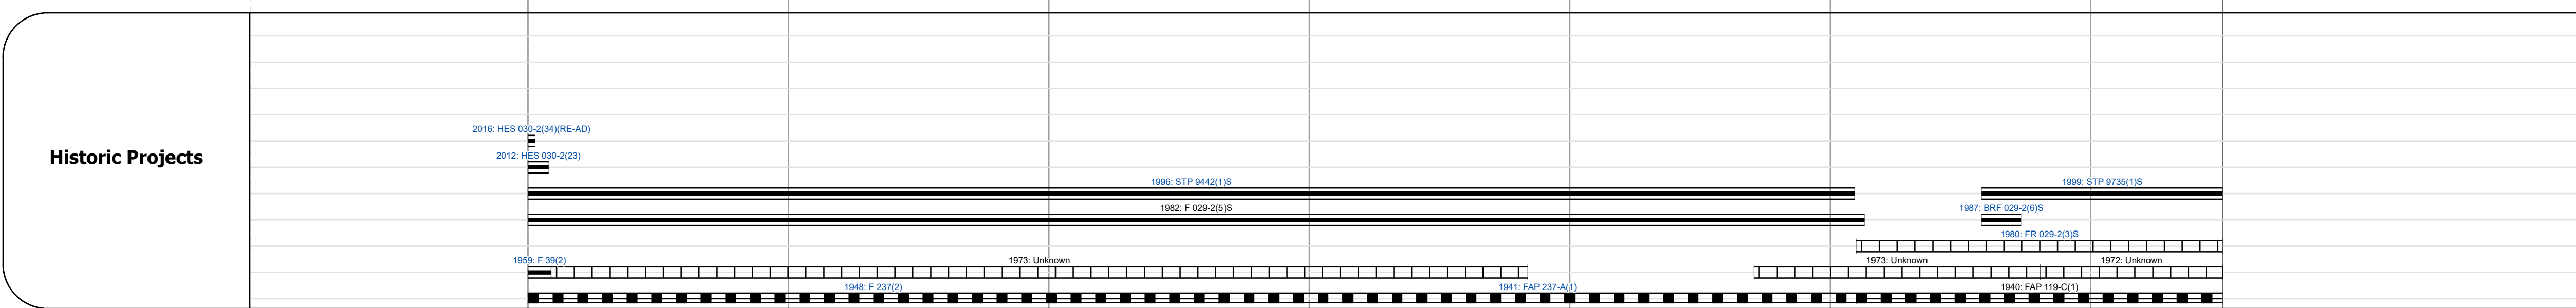 2016: HES 030-2(34)(RE-AD)
2012: HES 030-2(23)
Historic Projects
1996: STP 9442(1)S
1999: STP 9735(1)S
1982: F 029-2(5)S
1987: BRF 029-2(6)S
1980: FR 029-2(3)S
1959: F 39(2)
1973: Unknown
1973: Unknown
1972: Unknown
1948: F 237(2)
1941: FAP 237-A(1)
1940: FAP 119-C(1)